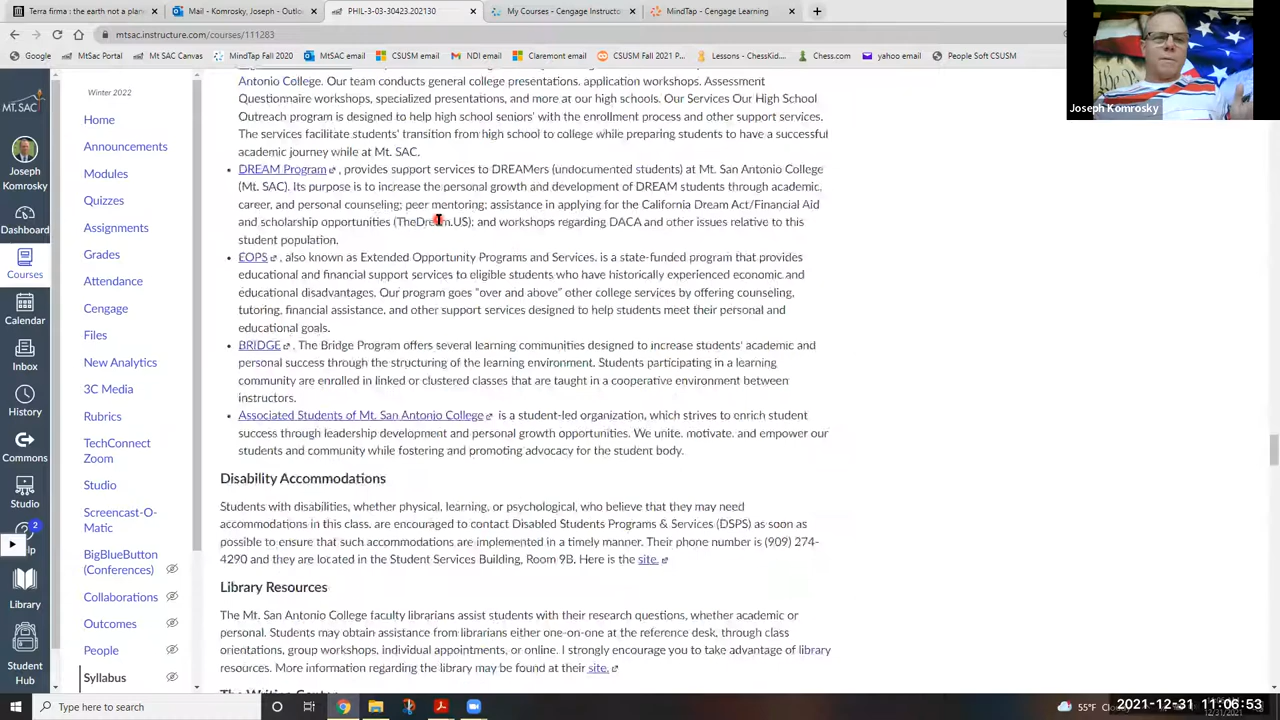 Terra firma : the earth not a plane
Mail - Komrosky, Joseph - Outlook
PHIL-3-03-30423.202130
My Courses - Cengage Instructor
MindTap - Cengage Learning
mtsac.instructure.com/courses/111283
Google
MtSac Portal
Mt SAC Canvas
MindTap Fall 2021
MtSAC email
CSUSM email
NDI email
Claremont email
CSUSM Fall 2021 P...
Lessons - ChessKid...
Chess.com
yahoo email
People Soft CSUSM
Joseph Komrosky
MT. SAC
Joseph Komrosky
Dashboard
Courses
Calendar
Inbox
History
Commons
Studio
2
Library
Student Hub
Winter 2022
Home
Announcements
Modules
Quizzes
Assignments
Grades
Attendance
Cengage
Files
New Analytics
3C Media
Rubrics
TechConnect
Zoom
Studio
Screencast-O-
Matic
BigBlueButton
(Conferences)
Collaborations
Outcomes
People
Syllabus
Antonio College. Our team conducts general college presentations, application workshops, Assessment
Questionnaire workshops, specialized presentations, and more at our high schools. Our Services Our High School
Outreach program is designed to help high school seniors' with the enrollment process and other support services.
The services facilitate students' transition from high school to college while preparing students to have a successful
academic journey while at Mt. SAC.
DREAM Program , provides support services to DREAMers (undocumented students) at Mt. San Antonio College
(Mt. SAC). Its purpose is to increase the personal growth and development of DREAM students through academic,
career, and personal counseling; peer mentoring; assistance in applying for the California Dream Act/Financial Aid
and scholarship opportunities (TheDream.US); and workshops regarding DACA and other issues relative to this
student population.
EOPS , also known as Extended Opportunity Programs and Services, is a state-funded program that provides
educational and financial support services to eligible students who have historically experienced economic and
educational disadvantages. Our program goes "over and above" other college services by offering counseling,
tutoring, financial assistance, and other support services designed to help students meet their personal and
educational goals.
BRIDGE , The Bridge Program offers several learning communities designed to increase students' academic and
personal success through the structuring of the learning environment. Students participating in a learning
community are enrolled in linked or clustered classes that are taught in a cooperative environment between
instructors.
Associated Students of Mt. San Antonio College is a student-led organization, which strives to enrich student
success through leadership development and personal growth opportunities. We unite, motivate, and empower our
students and community while fostering and promoting advocacy for the student body.
Disability Accommodations
Students with disabilities, whether physical, learning, or psychological, who believe that they may need
accommodations in this class, are encouraged to contact Disabled Students Programs & Services (DSPS) as soon as
possible to ensure that such accommodations are implemented in a timely manner. Their phone number is (909) 274-
4290 and they are located in the Student Services Building, Room 9B. Here is the site.
Library Resources
The Mt. San Antonio College faculty librarians assist students with their research questions, whether academic or
personal. Students may obtain assistance from librarians either one-on-one at the reference desk, through class
orientations, group workshops, individual appointments, or online. I strongly encourage you to take advantage of library
resources. More information regarding the library may be found at their site.
The Writing Center
Type here to search
55°F
2021-12-31 11:06:53